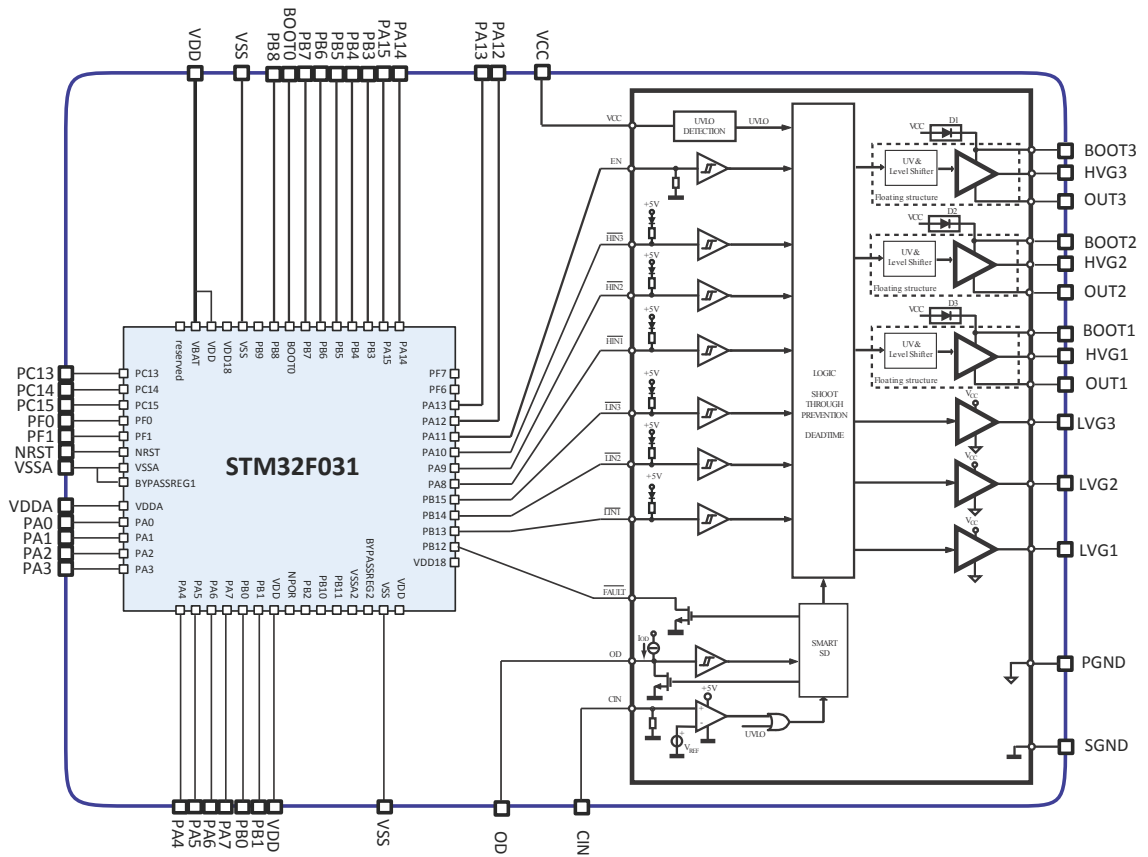 VDD
VSS
PB8
BOOT0
PB7
PB6
PB5
PB4
PB3
PA15
PA14
PA13
PA12
VCC
VCC
UVLO
DETECTION
UVLO
EN
+5V
HIN3
+5V
HIN2
+5V
HIN1
+5V
LIN3
+5V
LIN2
+5V
LIN1
FAULT
IOD
OD
CIN
+5V
+
-
+
VREF
UVLO
SMART
SD
LOGIC
SHOOT
THROUGH
PREVENTION
DEADTIME
VCC
D1
UV&
Level Shifter
Floating structure
VCC
D2
UV&
Level Shifter
Floating structure
VCC
D3
UV&
Level Shifter
Floating structure
VCC
VCC
VCC
BOOT3
HVG3
OUT3
BOOT2
HVG2
OUT2
BOOT1
HVG1
OUT1
LVG3
LVG2
LVG1
PGND
SGND
reserved
VBAT
VDD
VDD18
VSS
PB9
PB8
BOOT0
PB7
PB6
PB5
PB4
PB3
PA15
PA14
PC13
PC14
PC15
PF0
PF1
NRST
VSSA
VDDA
PA0
PA1
PA2
PA3
PC13
PC14
PC15
PF0
PF1
NRST
VSSA
BYPASSREG1
VDDA
PA0
PA1
PA2
PA3
STM32F031
PF7
PF6
PA13
PA12
PA11
PA10
PA9
PA8
PB15
PB14
PB13
PB12
VDD18
PA4
PA5
PA6
PA7
PB0
PB1
VDD
NPOR
PB2
PB10
PB11
VSSA2
BYPASSREG2
VSS
VDD
PA4
PA5
PA6
PA7
PB0
PB1
VDD
VSS
OD
CIN